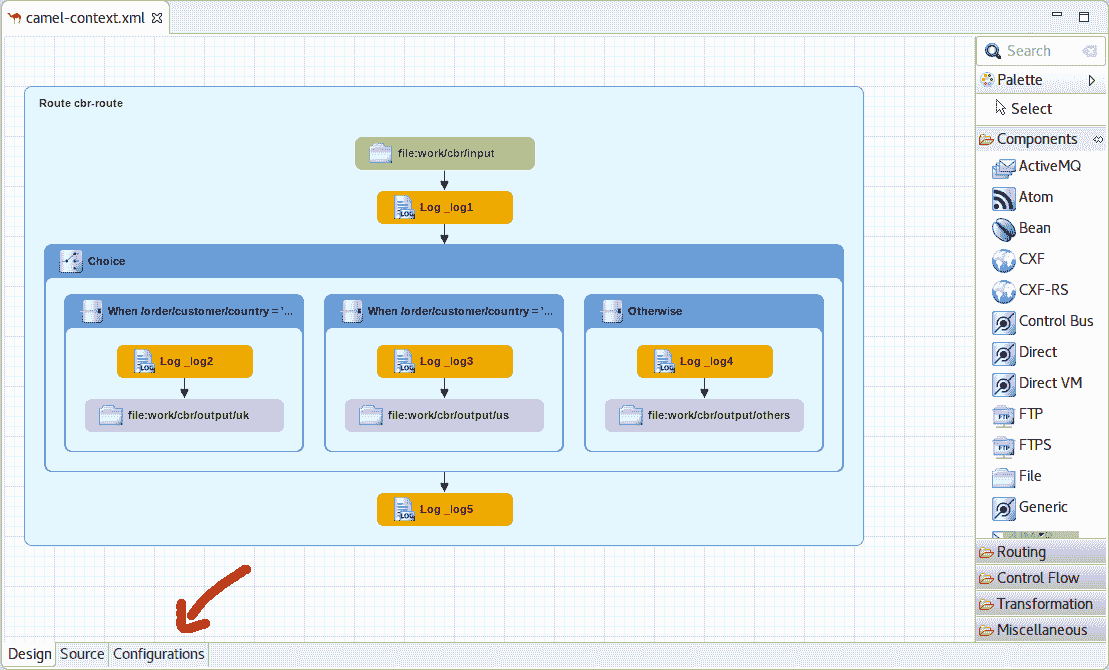 camel-context.xml
Search
Palette
Select
Components
ActiveMQ
Atom
Bean
CXF
CXF-RS
Control Bus
Direct
Direct VM
FTP
FTPS
File
Generic
Routing
Control Flow
Transformation
Miscellaneous
Route cbr-route
file:work/cbr/input
Log _log1
Choice
When /order/customer/country = '...
When /order/customer/country = '...
Otherwise
Log _log2
Log _log3
Log _log4
file:work/cbr/output/uk
file:work/cbr/output/us
file:work/cbr/output/others
Log _log5
Design
Source
Configurations